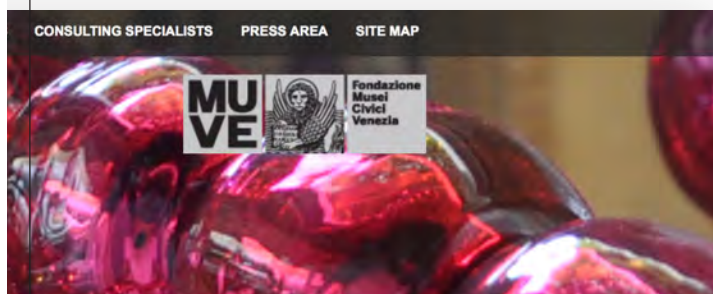 CONSULTING SPECIALISTS PRESS AREA SITE MAP
MU
VE
Fondazione
Musei
Civici
Venezia